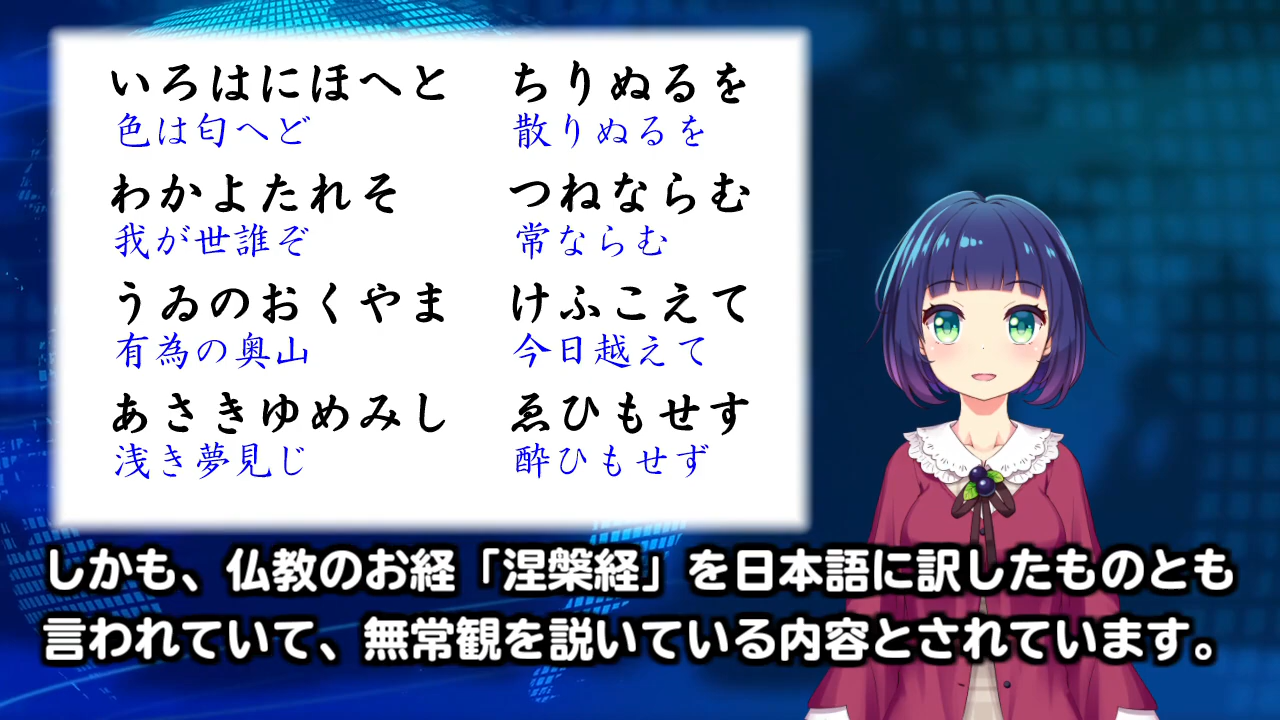 いろはにほへと ちりぬるを
色は匂へど 散りぬるを
わかよたれそ つねならむ
我が世誰ぞ 常ならむ
うゐのおくやま けふこえて
有為の奥山 今日越えて
あさきゆめみし ゑひもせす
浅き夢見じ 酔ひもせず
しかも、仏教のお経「涅槃経」を日本語に訳したものとも
言われていて、無常観を説いている内容とされています。